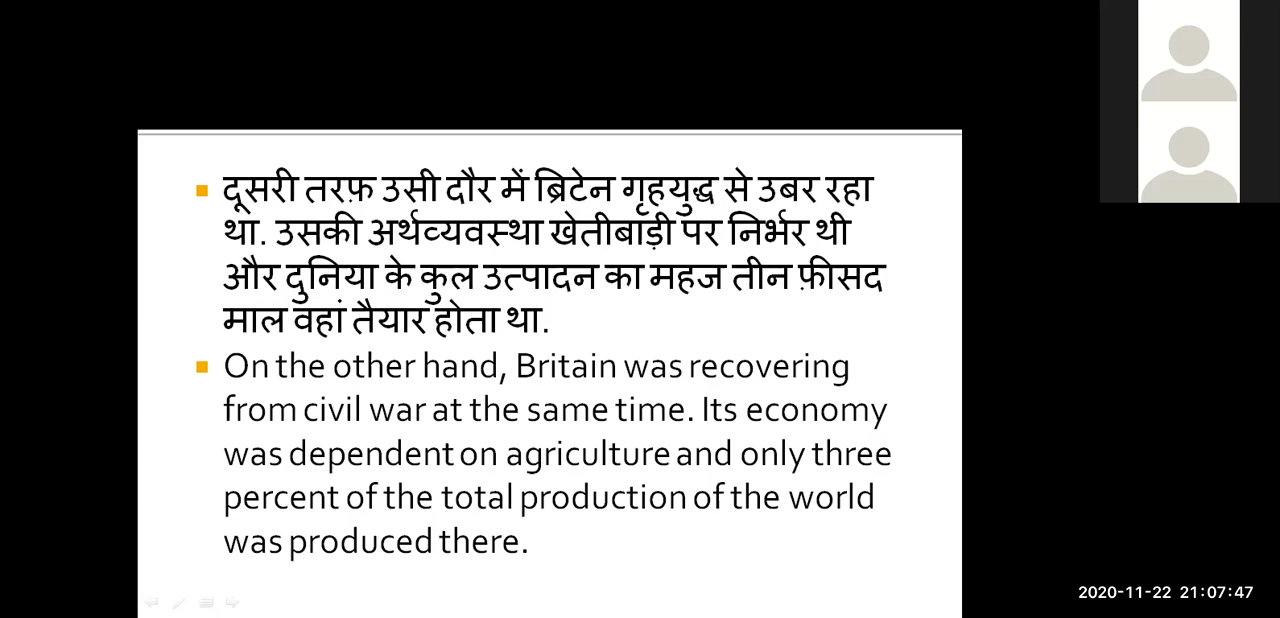 दूसरी तरफ़ उसी दौर में ब्रिटेन गृहयुद्ध से उबर रहा
था. उसकी अर्थव्यवस्था खेतीबाड़ी पर निर्भर थी
और दुनिया के कुल उत्पादन का महज तीन फ़ीसद
माल वहां तैयार होता था.
On the other hand, Britain was recovering
from civil war at the same time. Its economy
was dependent on agriculture and only three
percent of the total production of the world
was produced there.
2020-11-22 21:07:47